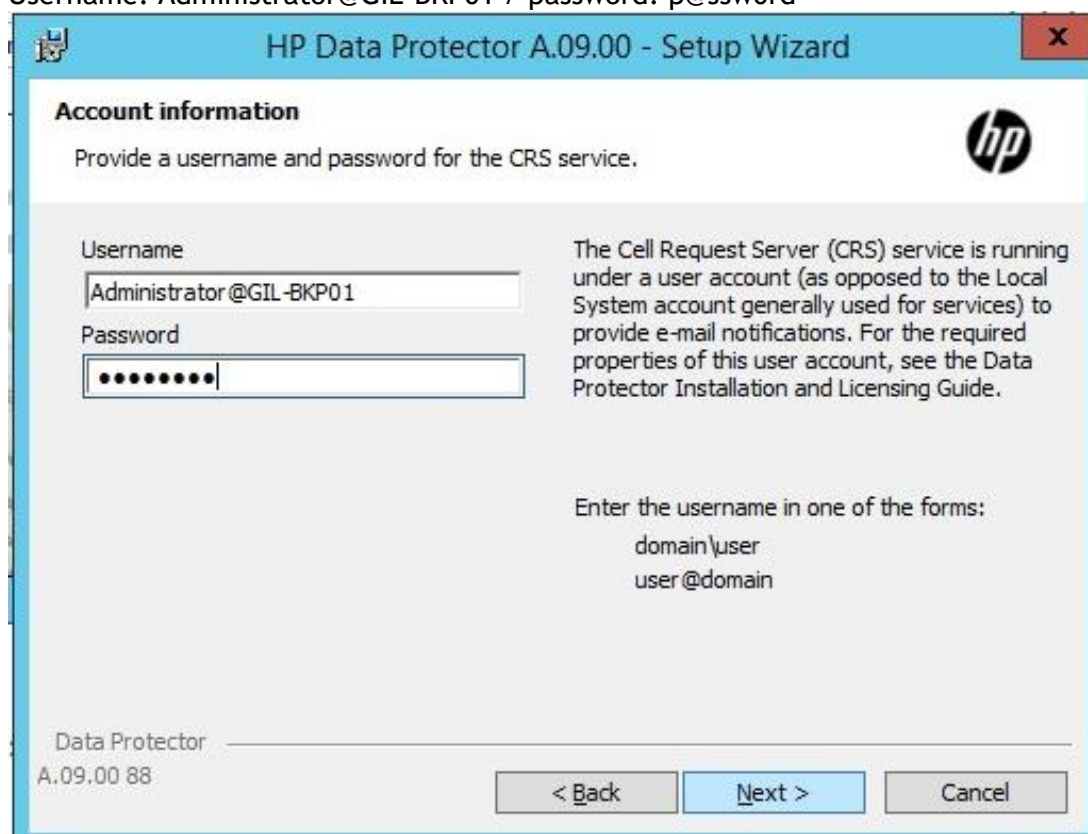 Username: Administrator@GIL-BKP01 / password: p@ssword
HP Data Protector A.09.00 - Setup Wizard
x
Account information
Provide a username and password for the CRS service.
hp
Username
Administrator@GIL-BKP01
Password
••••••••
The Cell Request Server (CRS) service is running
under a user account (as opposed to the Local
System account generally used for services) to
provide e-mail notifications. For the required
properties of this user account, see the Data
Protector Installation and Licensing Guide.
Enter the username in one of the forms:
domain\user
user@domain
Data Protector
A.09.00 88
< Back
Next >
Cancel